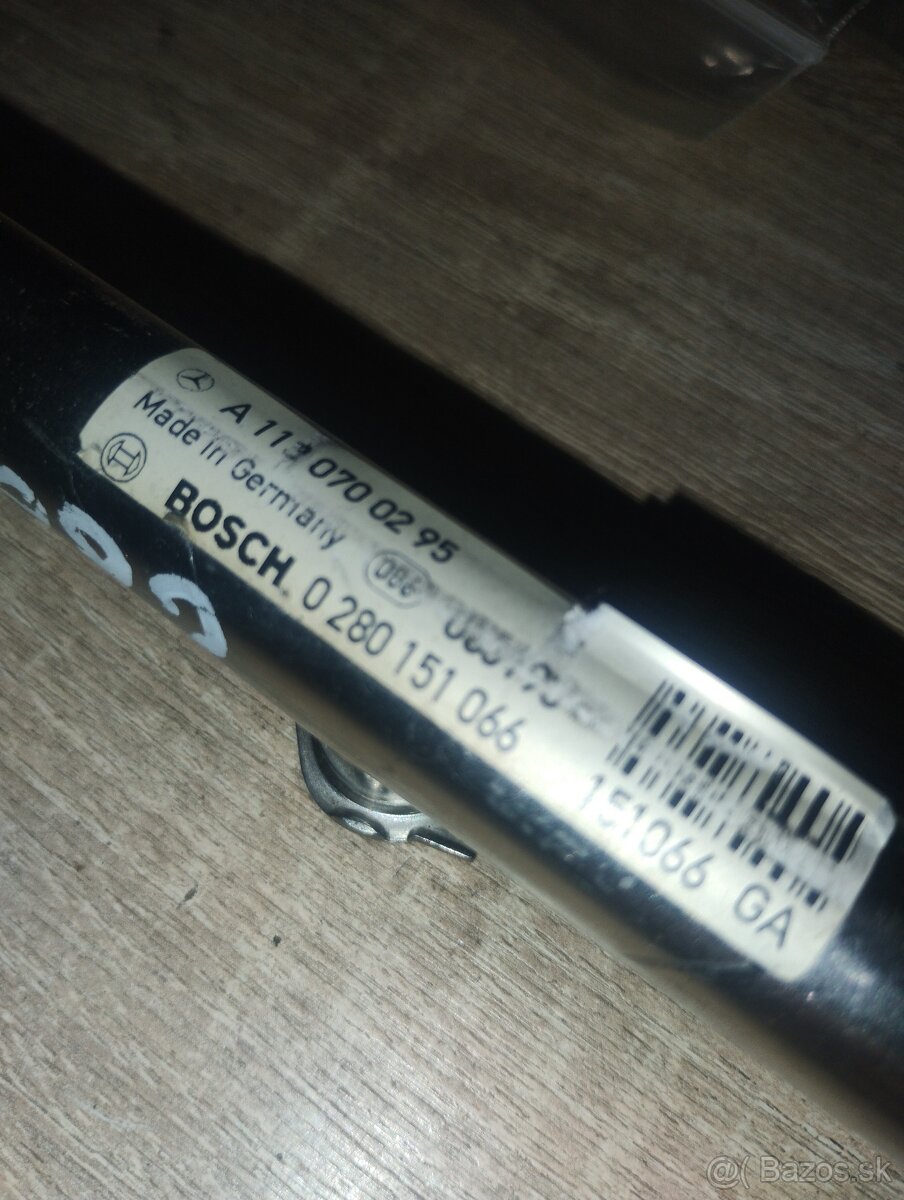 A 113 070 02 95
Made in Germany
BOSCH 0 280 151 066
151066 GA
@( Bazos.sk